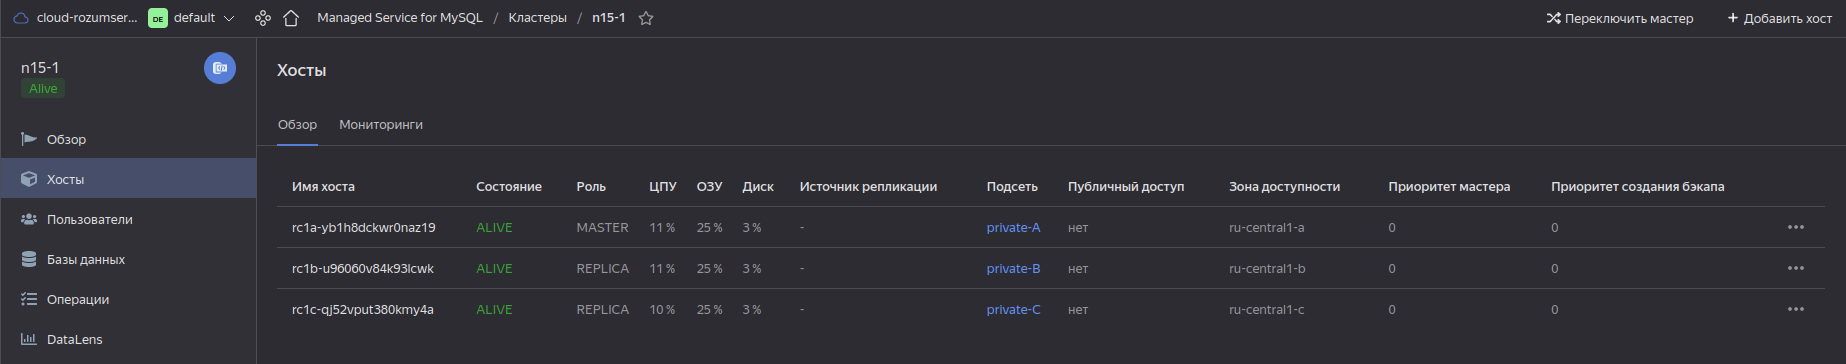 cloud-rozumser... DE default Managed Service for MySQL / Кластеры / n15-1 Переключить мастер + Добавить хост
n15-1
Alive
Обзор
Хосты
Пользователи
Базы данных
Операции
DataLens
Хосты
Обзор Мониторинги
Имя хоста Состояние Роль ЦПУ ОЗУ Диск Источник репликации Подсеть Публичный доступ Зона доступности Приоритет мастера Приоритет создания бэкапа
rc1a-yb1h8dckwr0naz19 ALIVE MASTER 11 % 25 % 3 % - private-A нет ru-central1-a 0 0
rc1b-u96060v84k93lcwk ALIVE REPLICA 11 % 25 % 3 % - private-B нет ru-central1-b 0 0
rc1c-qj52vput380kmy4a ALIVE REPLICA 10 % 25 % 3 % - private-C нет ru-central1-c 0 0